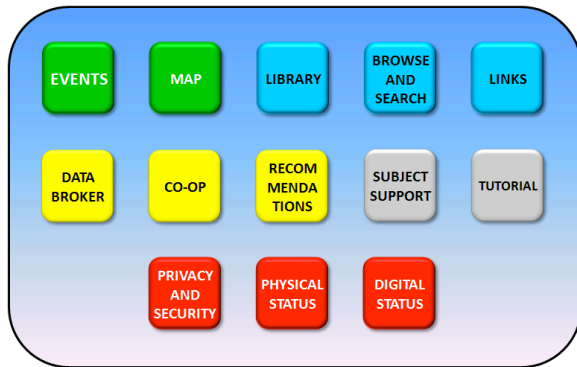 EVENTS
MAP
LIBRARY
BROWSE
AND
SEARCH
LINKS
DATA
BROKER
CO-OP
RECOM
MENDA
TIONS
SUBJECT
SUPPORT
TUTORIAL
PRIVACY
AND
SECURITY
PHYSICAL
STATUS
DIGITAL
STATUS